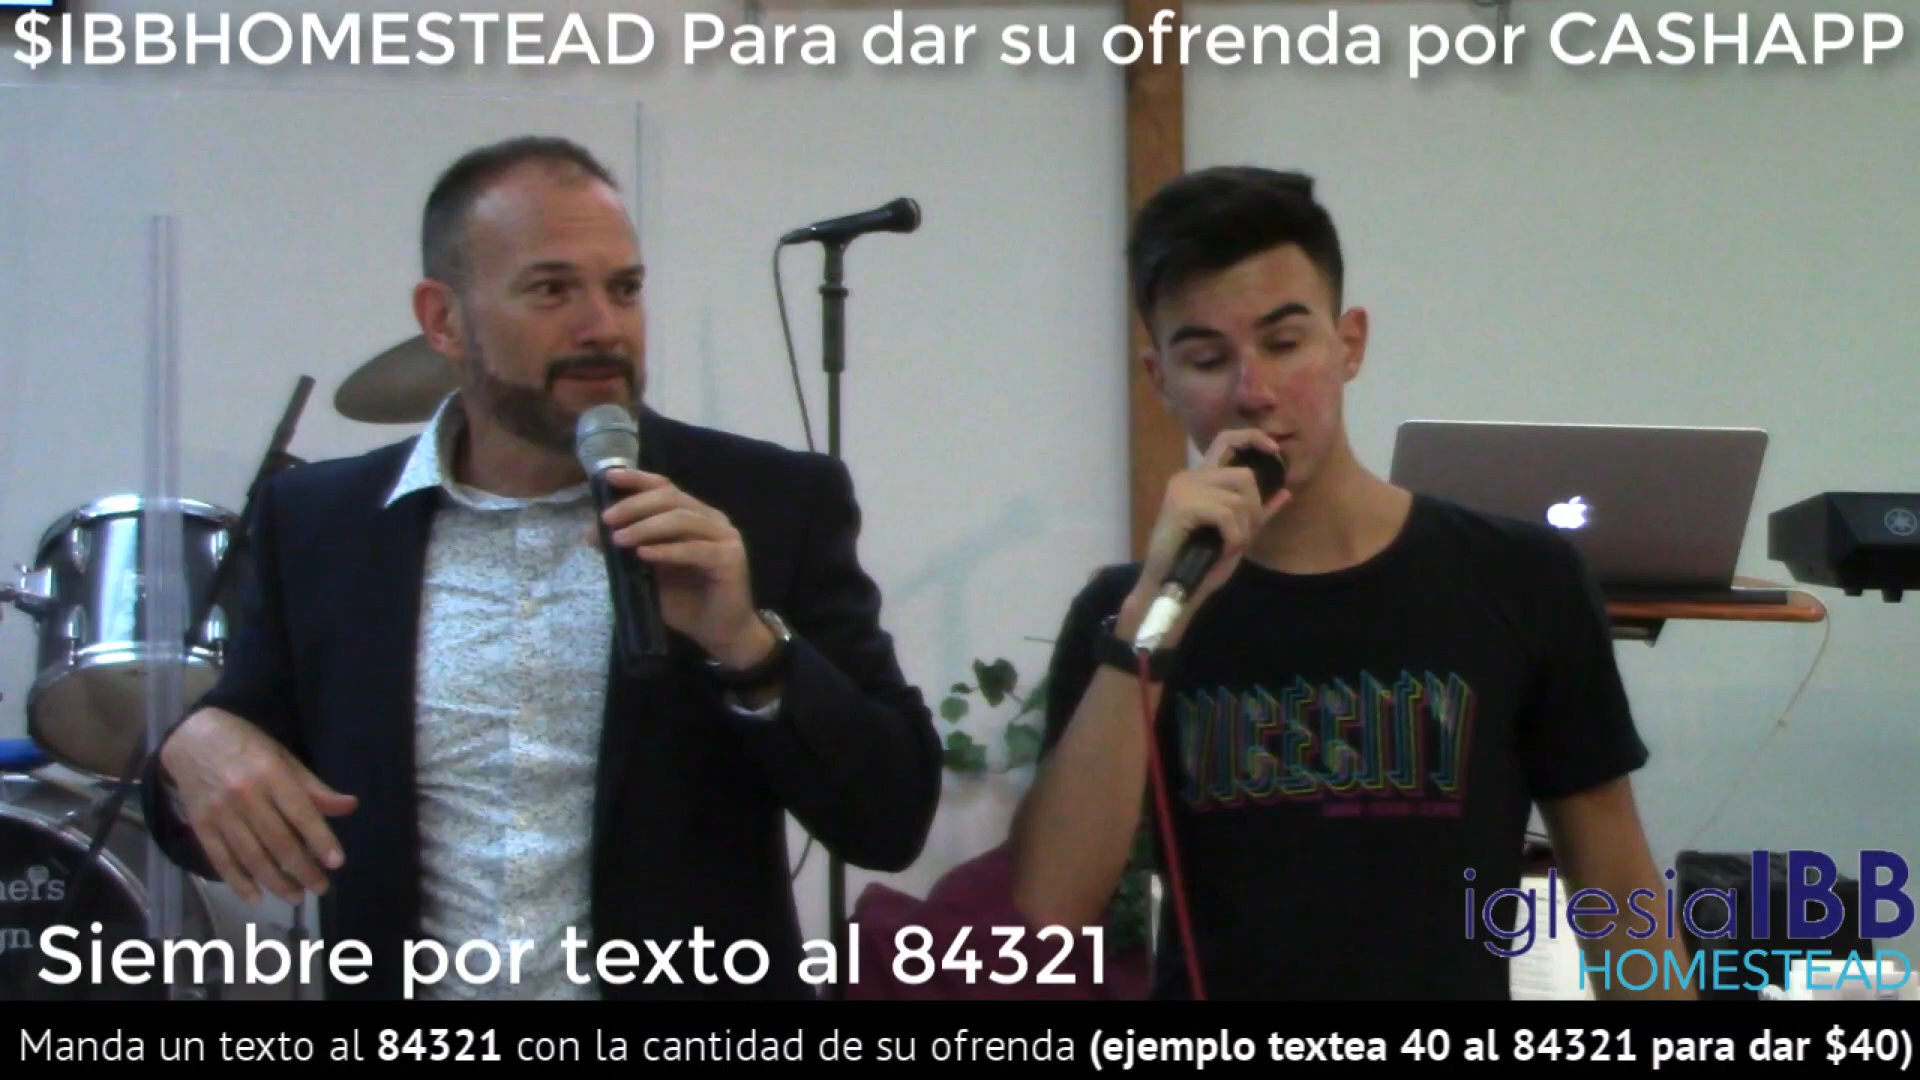 $IBBHOMESTEAD Para dar su ofrenda por CASHAPP
VICECITY
iglesiaIBB
HOMESTEAD
Siembre por texto al 84321
Manda un texto al 84321 con la cantidad de su ofrenda (ejemplo textea 40 al 84321 para dar $40)